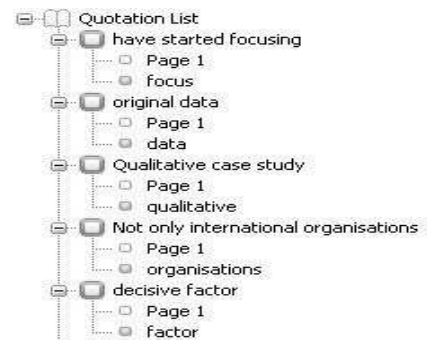 Quotation List
have started focusing
Page 1
focus
original data
Page 1
data
Qualitative case study
Page 1
qualitative
Not only international organisations
Page 1
organisations
decisive factor
Page 1
factor